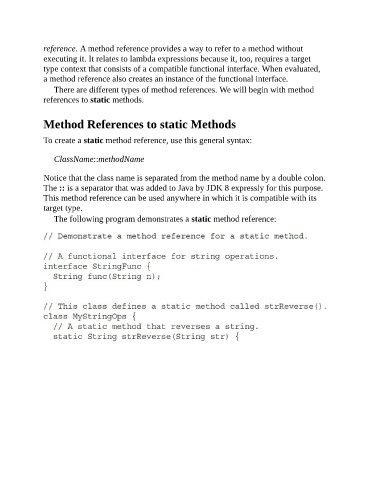 reference. A method reference provides a way to refer to a method without
executing it. It relates to lambda expressions because it, too, requires a target
type context that consists of a compatible functional interface. When evaluated,
a method reference also creates an instance of the functional interface.
There are different types of method references. We will begin with method
references to static methods.
Method References to static Methods
To create a static method reference, use this general syntax:
ClassName::methodName
Notice that the class name is separated from the method name by a double colon.
The :: is a separator that was added to Java by JDK 8 expressly for this purpose.
This method reference can be used anywhere in which it is compatible with its
target type.
The following program demonstrates a static method reference:
// Demonstrate a method reference for a static method.
// A functional interface for string operations.
interface StringFunc {
String func(String n);
}
// This class defines a static method called strReverse().
class MyStringOps {
// A static method that reverses a string.
static String strReverse(String str) {